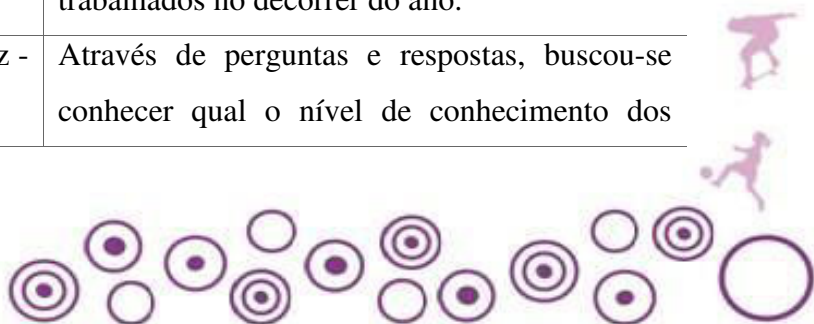 trabalhados no decorrer do ano.
z - Através de perguntas e respostas, buscou-se
conhecer qual o nível de conhecimento dos